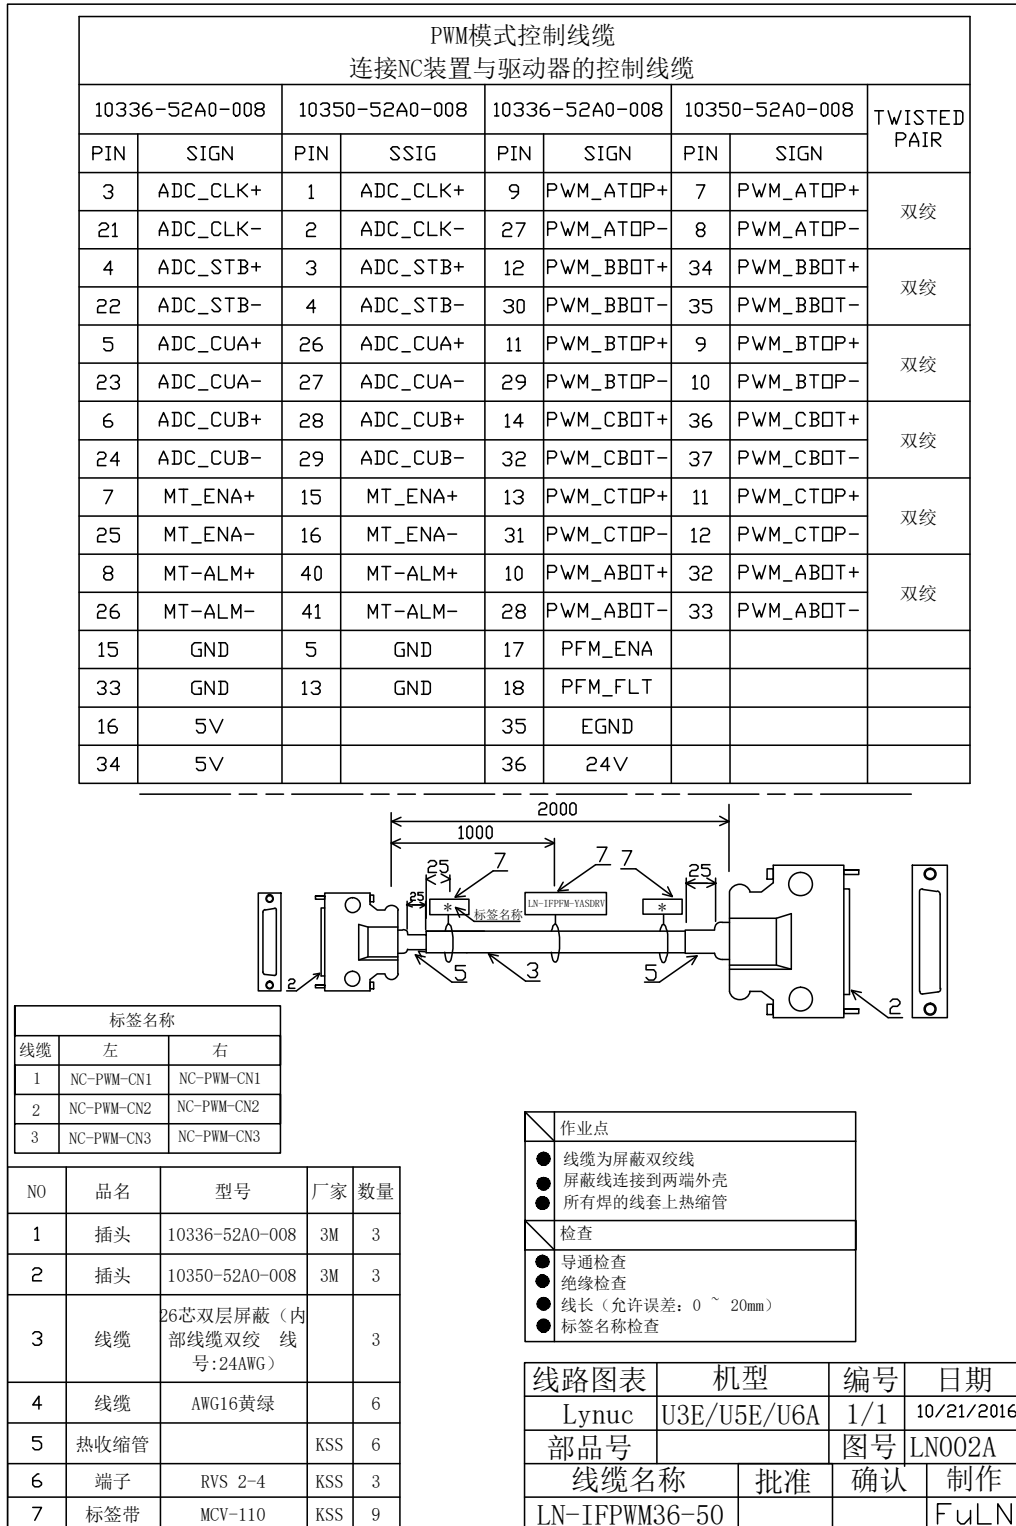 PWM模式控制线缆
连接NC装置与驱动器的控制线缆
10336-52A0-008 10350-52A0-008 10336-52A0-008 10350-52A0-008 TWISTED PAIR
PIN SIGN PIN SSIG PIN SIGN PIN SIGN
3 ADC_CLK+ 1 ADC_CLK+ 9 PWM_ATOP+ 7 PWM_ATOP+ 双绞
21 ADC_CLK- 2 ADC_CLK- 27 PWM_ATOP- 8 PWM_ATOP-
4 ADC_STB+ 3 ADC_STB+ 12 PWM_BBOT+ 34 PWM_BBOT+ 双绞
22 ADC_STB- 4 ADC_STB- 30 PWM_BBOT- 35 PWM_BBOT-
5 ADC_CUA+ 26 ADC_CUA+ 11 PWM_BTOP+ 9 PWM_BTOP+ 双绞
23 ADC_CUA- 27 ADC_CUA- 29 PWM_BTOP- 10 PWM_BTOP-
6 ADC_CUB+ 28 ADC_CUB+ 14 PWM_CBOT+ 36 PWM_CBOT+ 双绞
24 ADC_CUB- 29 ADC_CUB- 32 PWM_CBOT- 37 PWM_CBOT-
7 MT_ENA+ 15 MT_ENA+ 13 PWM_CTOP+ 11 PWM_CTOP+ 双绞
25 MT_ENA- 16 MT_ENA- 31 PWM_CTOP- 12 PWM_CTOP-
8 MT-ALM+ 40 MT-ALM+ 10 PWM_ABOT+ 32 PWM_ABOT+ 双绞
26 MT-ALM- 41 MT-ALM- 28 PWM_ABOT- 33 PWM_ABOT-
15 GND 5 GND 17 PFM_ENA
33 GND 13 GND 18 PFM_FLT
16 5V 35 EGND
34 5V 36 24V
2000
1000
25 7 7 7 25
25 * 标签名称 LN-IFPFM-YASDRV *
2 5 3 5 2
标签名称
线缆 左 右
1 NC-PWM-CN1 NC-PWM-CN1
2 NC-PWM-CN2 NC-PWM-CN2
3 NC-PWM-CN3 NC-PWM-CN3
作业点
● 线缆为屏蔽双绞线
● 屏蔽线连接到两端外壳
● 所有焊的线套上热缩管
检查
● 导通检查
● 绝缘检查
● 线长（允许误差：0 ~ 20mm）
● 标签名称检查
NO 品名 型号 厂家 数量
1 插头 10336-52A0-008 3M 3
2 插头 10350-52A0-008 3M 3
3 线缆 26芯双层屏蔽（内部线缆双绞 线号:24AWG） 3
4 线缆 AWG16黄绿 6
5 热收缩管 KSS 6
6 端子 RVS 2-4 KSS 3
7 标签带 MCV-110 KSS 9
线路图表 机型 编号 日期
Lynuc U3E/U5E/U6A 1/1 10/21/2016
部品号 图号 LN002A
线缆名称 批准 确认 制作
LN-IFPWM36-50 FuLN